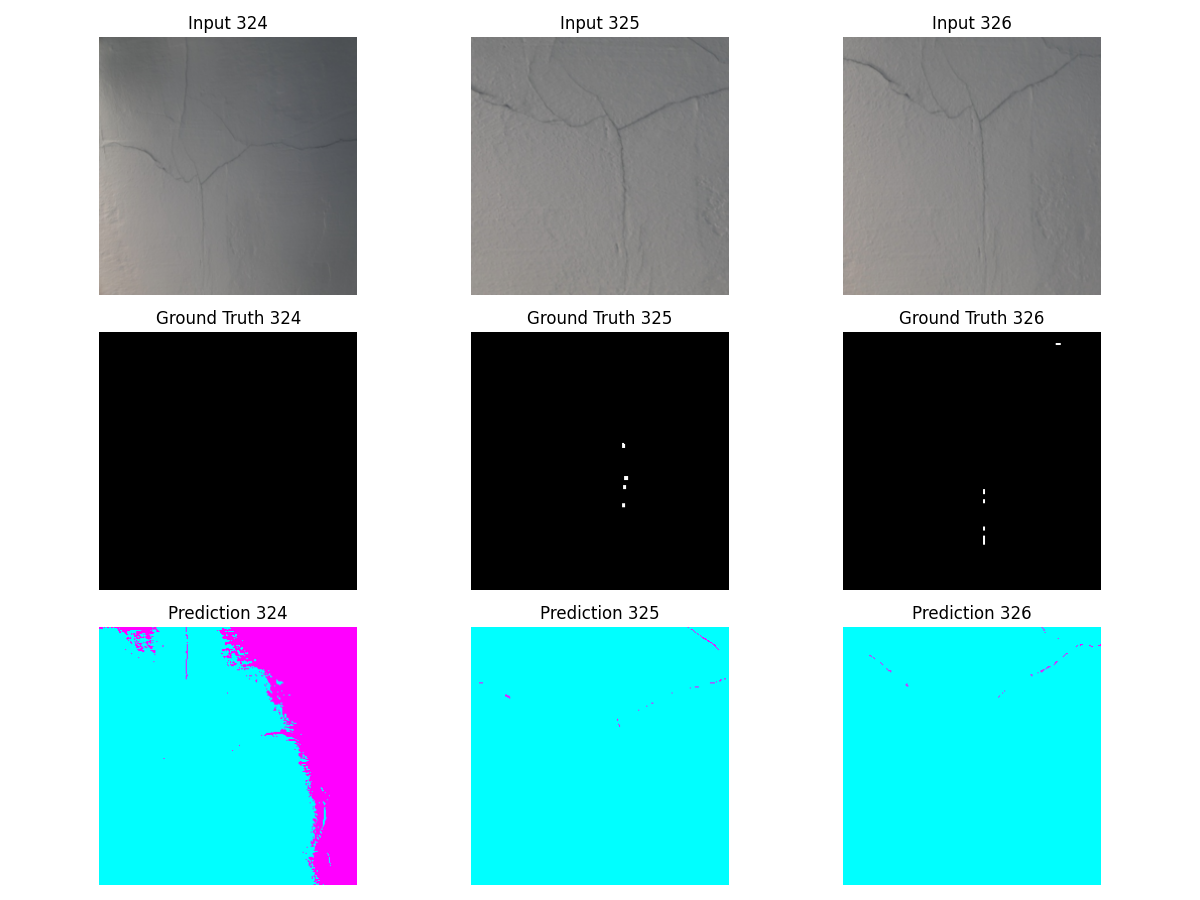 Input 324
Input 325
Input 326
Ground Truth 324
Ground Truth 325
Ground Truth 326
Prediction 324
Prediction 325
Prediction 326